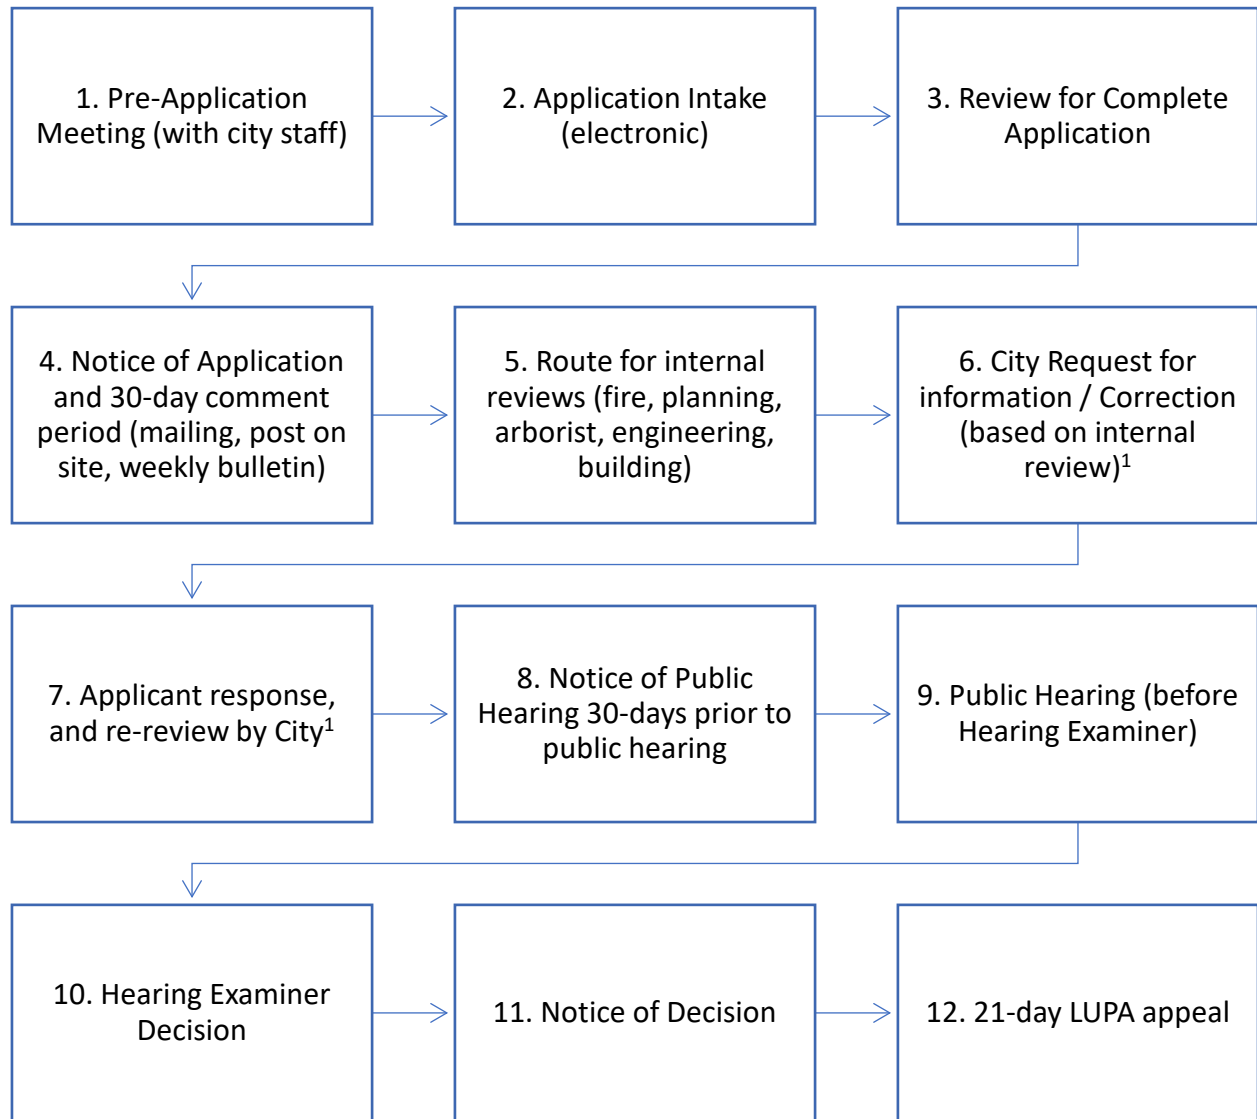 1. Pre-Application
Meeting (with city staff)
2. Application Intake
(electronic)
3. Review for Complete
Application
4. Notice of Application
and 30-day comment
period (mailing, post on
site, weekly bulletin)
5. Route for internal
reviews (fire, planning,
arborist, engineering,
building)
6. City Request for
information / Correction
(based on internal
review)¹
7. Applicant response,
and re-review by City¹
8. Notice of Public
Hearing 30-days prior to
public hearing
9. Public Hearing (before
Hearing Examiner)
10. Hearing Examiner
Decision
11. Notice of Decision
12. 21-day LUPA appeal